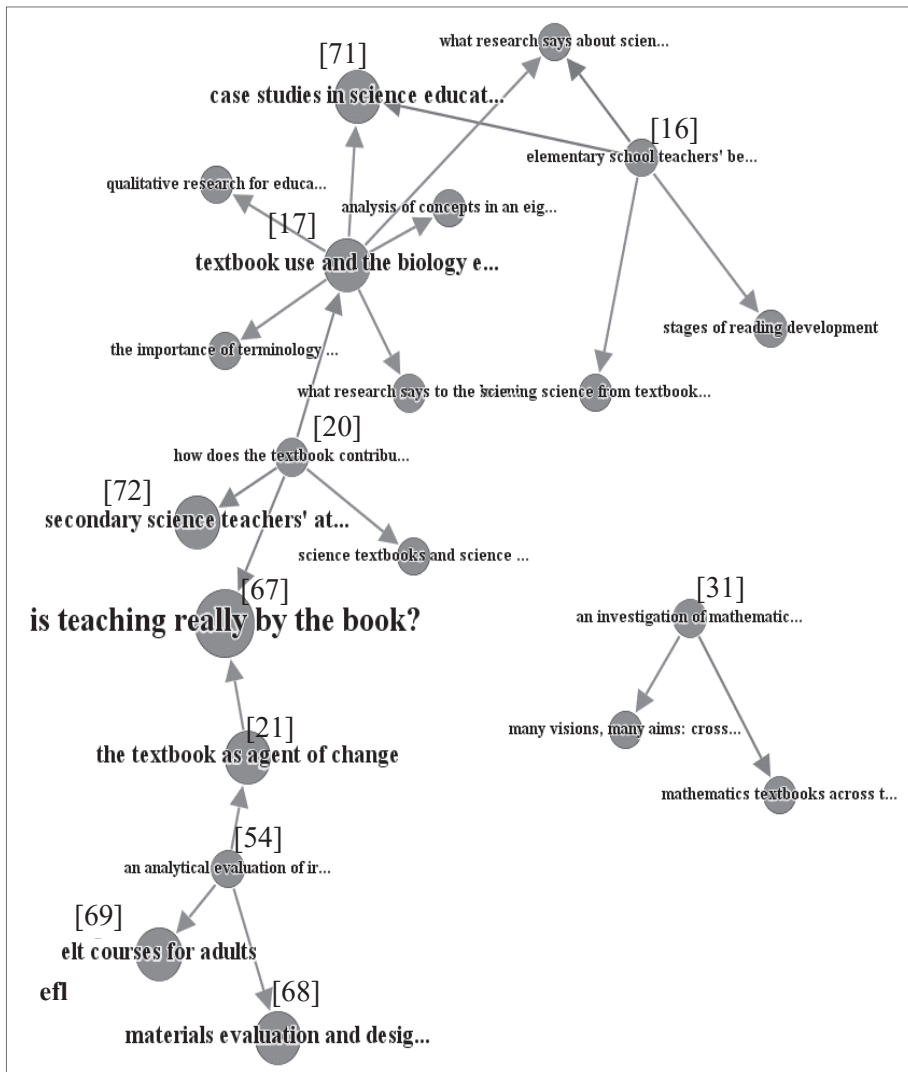 what research says about scien...
[71]
case studies in science educat...
[16]
elementary school teachers' be...
qualitative research for educa...
analysis of concepts in an eig...
[17]
textbook use and the biology e...
stages of reading development
the importance of terminology ...
what research says to the
science from textbook...
[20]
how does the textbook contribu...
[72]
secondary science teachers' at...
science textbooks and science ...
[67]
is teaching really by the book?
[31]
an investigation of mathematic...
many visions, many aims: cross...
[21]
the textbook as agent of change
mathematics textbooks across t...
[54]
an analytical evaluation of ir...
[69]
elt courses for adults
efl
[68]
materials evaluation and desig...